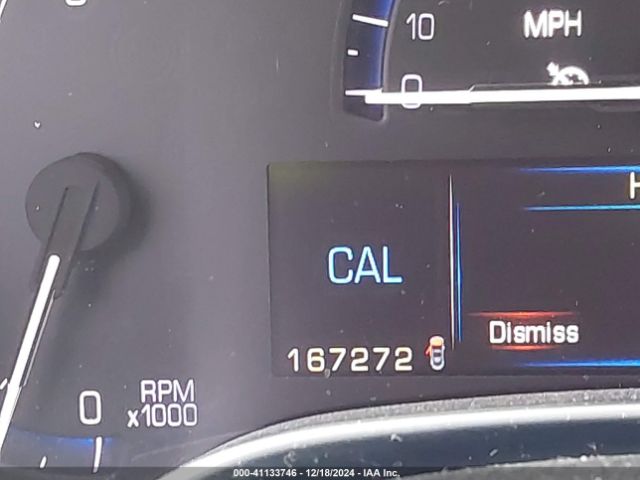 10
MPH
0
H
CAL
Dismiss
167272
0
RPM
x1000
000-41133746 - 12/18/2024 - IAA Inc.